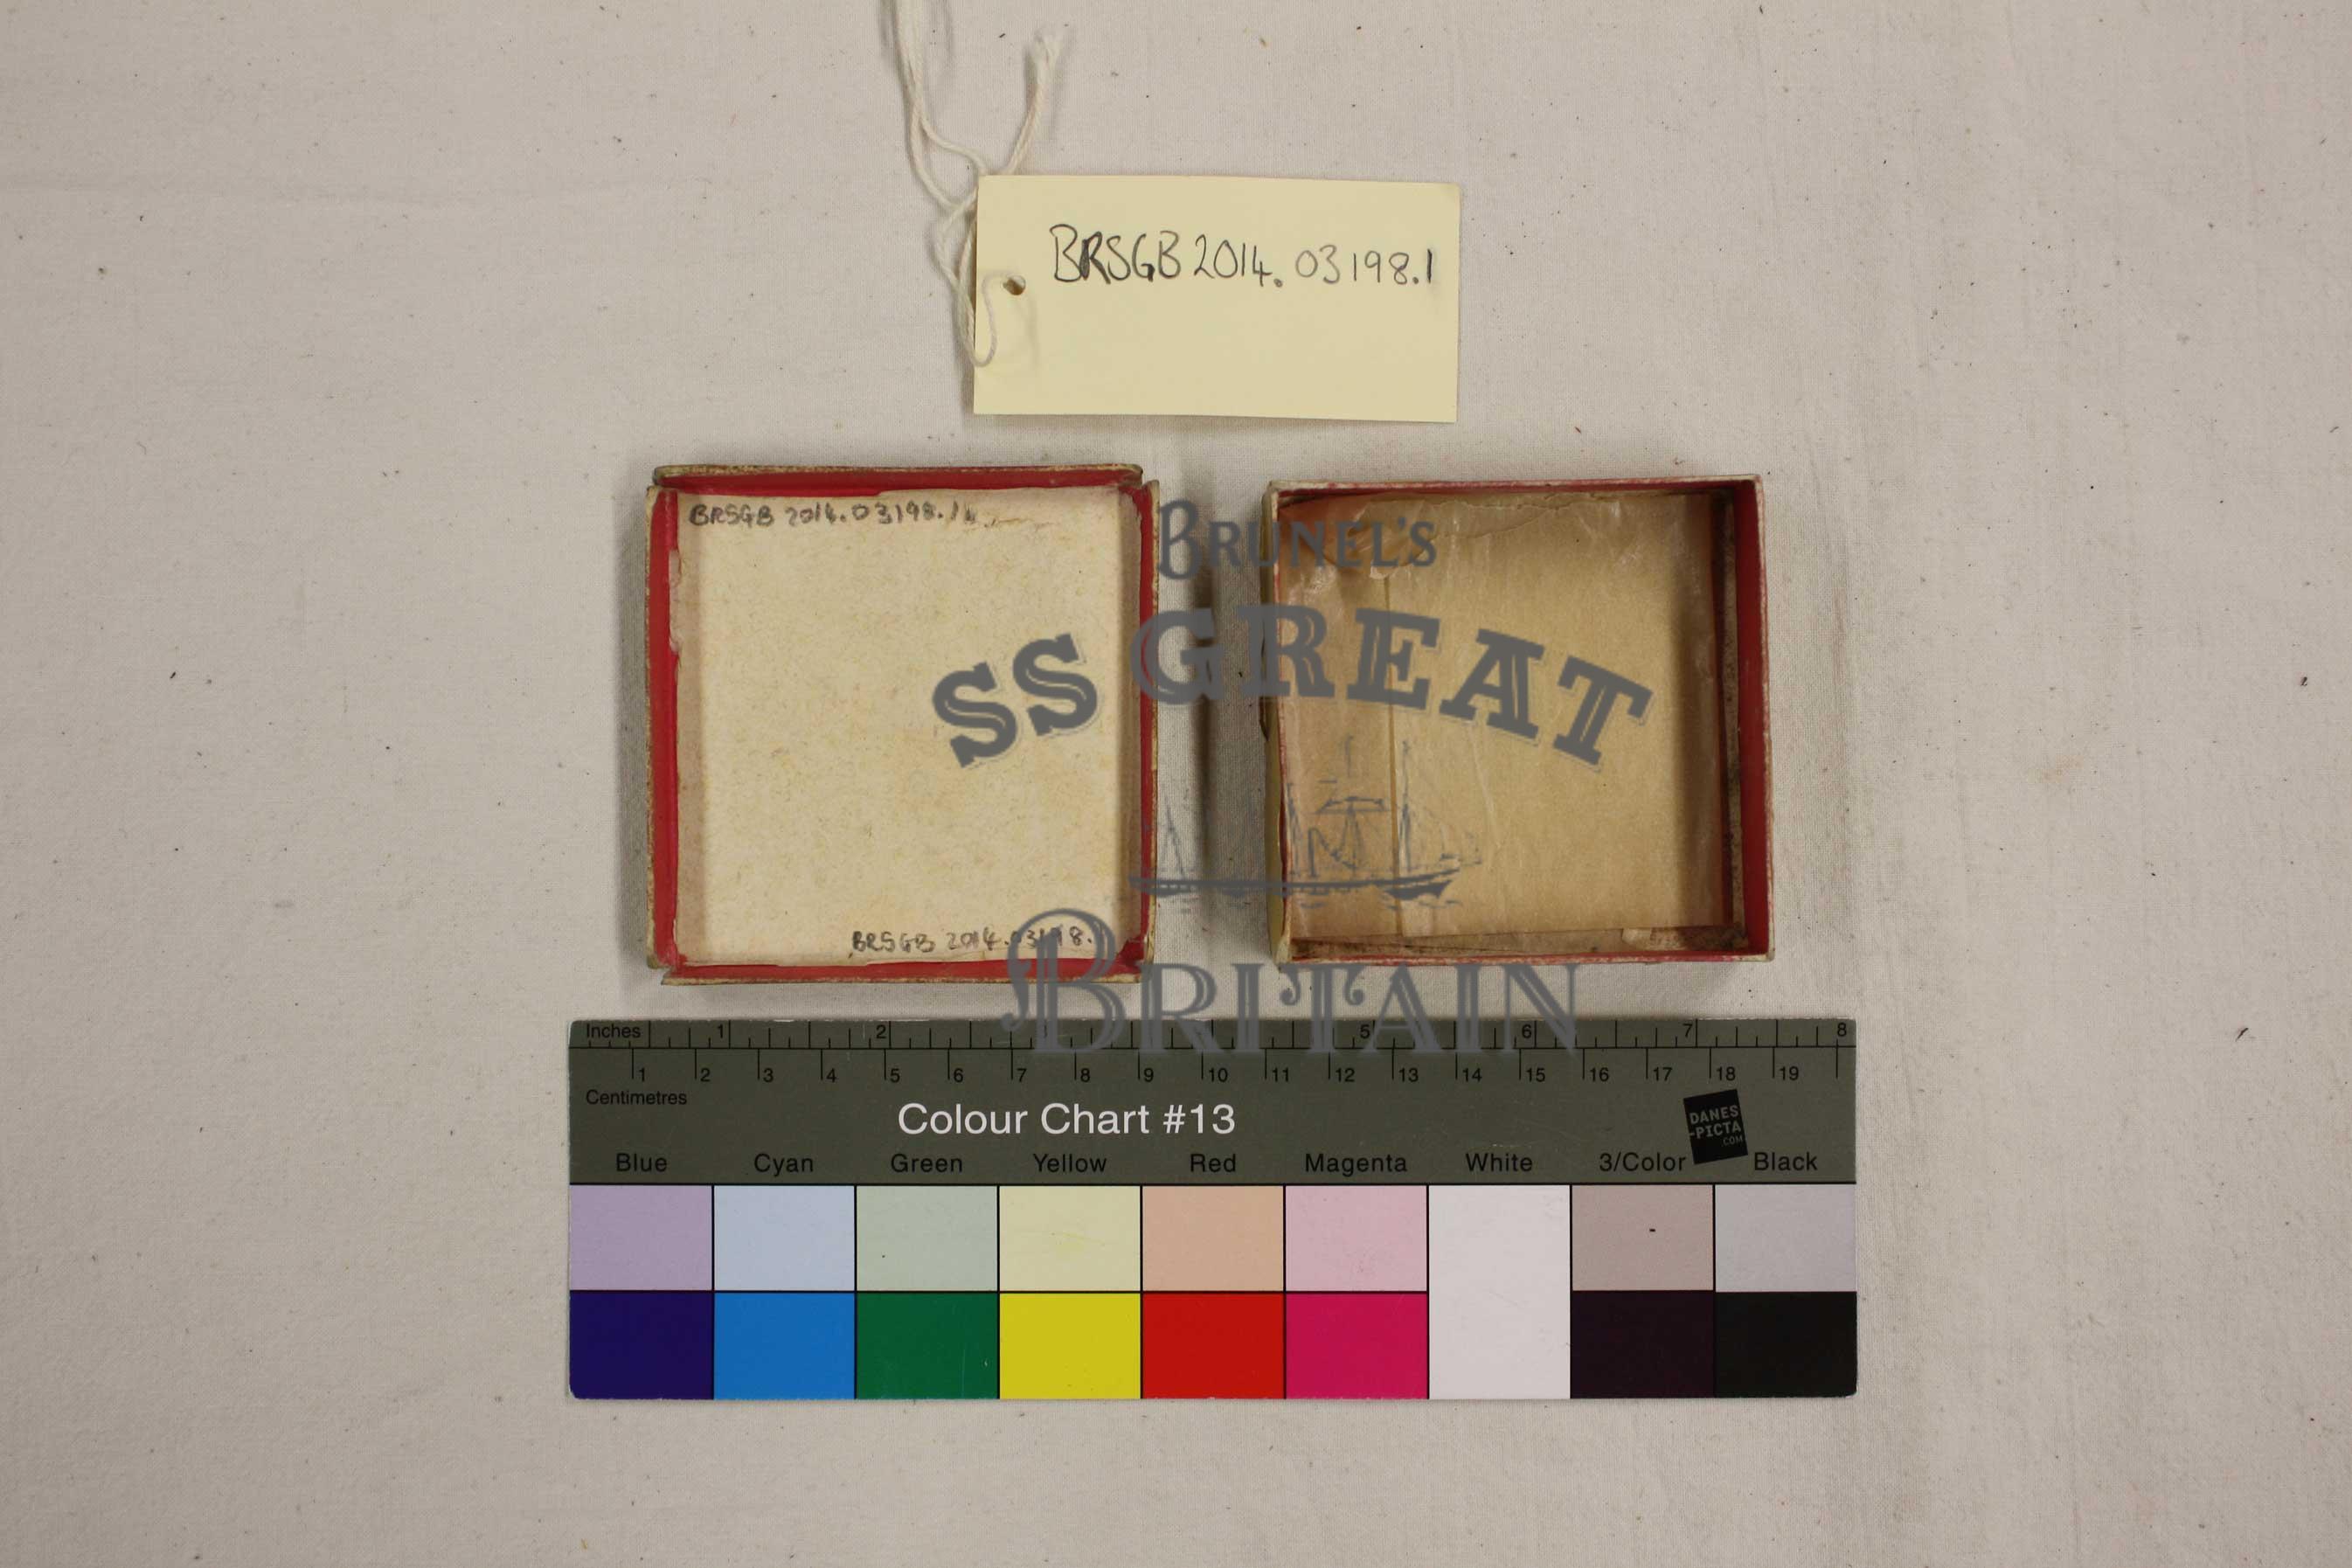 BRSGB 2014.03198.1
BRSGB 2014.03198.1
BRUNEL'S
SS GREAT
BRITAIN
BRSGB 2014.03198.
Inches 1 2 3 5 6 7 8
1 2 3 4 5 6 7 8 9 10 11 12 13 14 15 16 17 18 19
Centimetres
Colour Chart #13
DANES
-PICTA
.COM
Blue Cyan Green Yellow Red Magenta White 3/Color Black